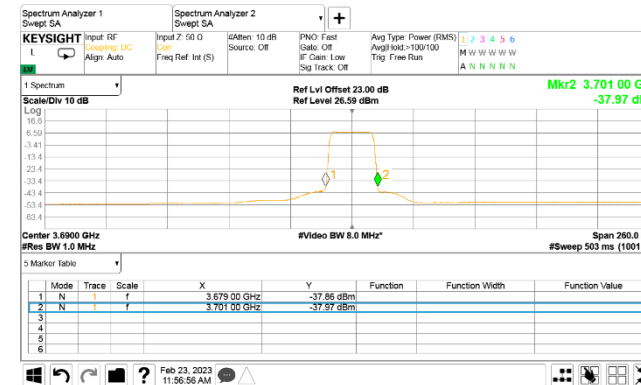 Spectrum Analyzer 1
Swept SA
Spectrum Analyzer 2
Swept SA
+
KEYSIGHT
L
Input: RF
Coupling: DC
Align: Auto
Input Z: 50 Ω
Corr
Freq Ref: Int (S)
#Atten: 10 dB
Source: Off
PNO: Fast
Gate: Off
IF Gain: Low
Sig Track: Off
Avg Type: Power (RMS)
Avg|Hold:>100/100
Trig: Free Run
1 2 3 4 5 6
M W W W W W
A N N N N N
1 Spectrum
Scale/Div 10 dB
Ref Lvl Offset 23.00 dB
Ref Level 26.59 dBm
Mkr2 3.701 00 G
-37.97 d
Log
16.6
6.59
-3.41
-13.4
-23.4
-33.4
-43.4
-53.4
-63.4
1
2
Center 3.6900 GHz
#Res BW 1.0 MHz
#Video BW 8.0 MHz*
Span 260.0
#Sweep 503 ms (1001
5 Marker Table
Mode Trace Scale X Y Function Function Width Function Value
1 N 1 f 3.679 00 GHz -37.86 dBm
2 N 1 f 3.701 00 GHz -37.97 dBm
3
4
5
6
?
Feb 23, 2023
11:56:56 AM